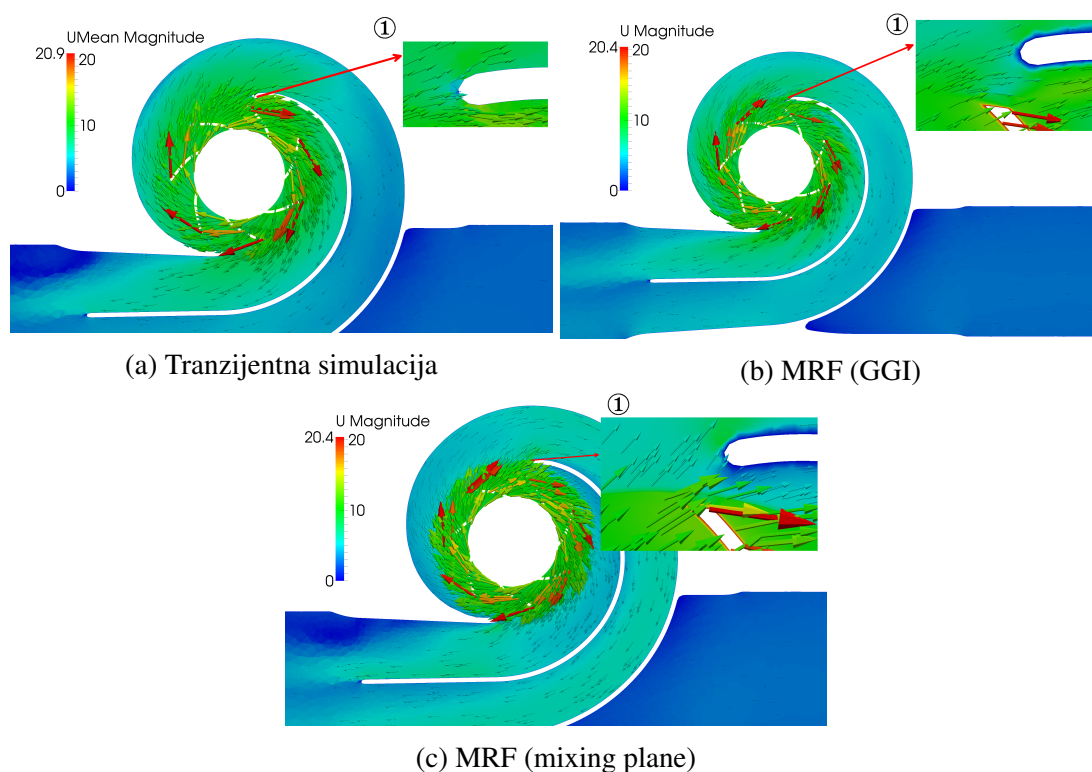 UMean Magnitude
20.9
20
10
0
①
(a) Tranzijentna simulacija
U Magnitude
20.4
20
10
0
①
(b) MRF (GGI)
U Magnitude
20.4
20
10
0
①
(c) MRF (mixing plane)